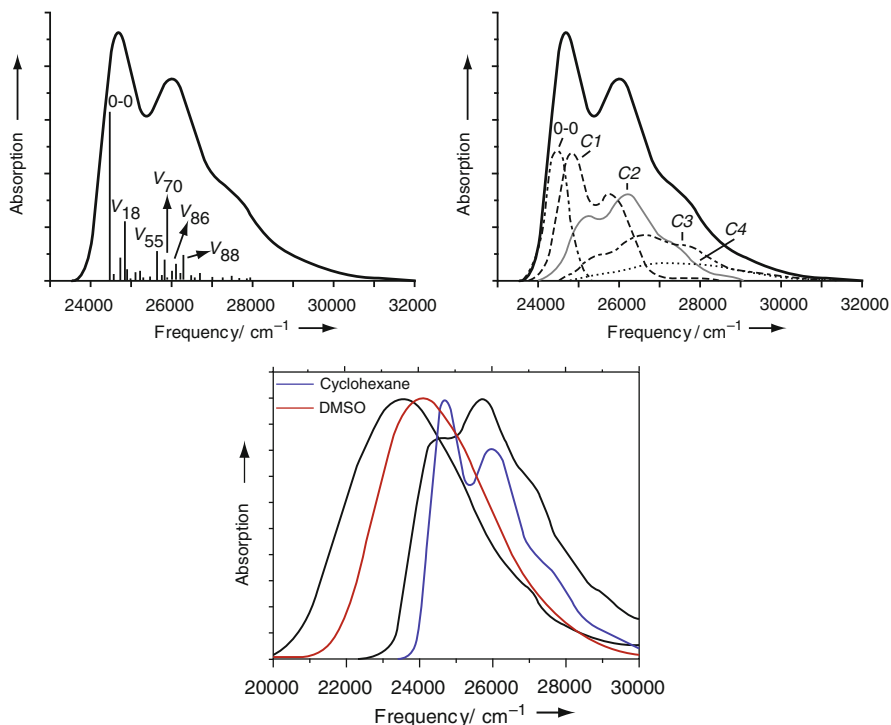 Absorption
0-0
V18
V55
V70
V86
V88
24000 26000 28000 30000 32000
Frequency/ cm−1
Absorption
0-0
C1
C2
C3
C4
22000 24000 26000 28000 30000 32000
Frequency / cm−1
Cyclohexane
DMSO
Absorption
20000 22000 24000 26000 28000 30000
Frequency/ cm−1